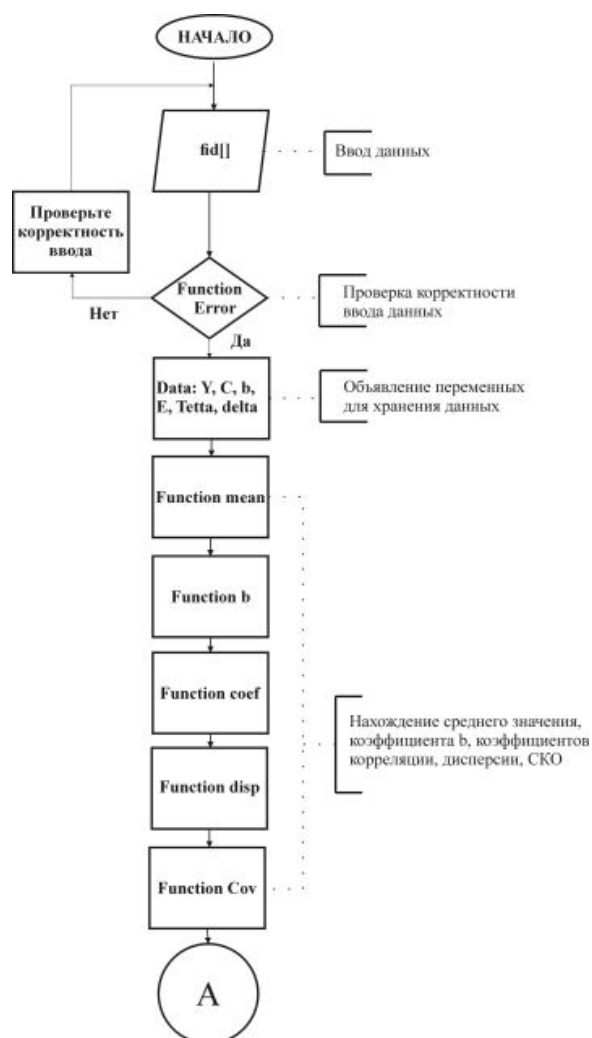 НАЧАЛО
fid[]
Ввод данных
Проверьте
корректность
ввода
Function
Error
Проверка корректности
ввода данных
Нет
Да
Data: Y, C, b,
E, Tetta, delta
Объявление переменных
для хранения данных
Function mean
Function b
Function coef
Нахождение среднего значения,
коэффициента b, коэффициентов
корреляции, дисперсии, СКО
Function disp
Function Cov
A